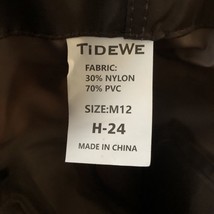 TiDEWE
FABRIC:
30% NYLON
70% PVC
SIZE:M12
H-24
MADE IN CHINA